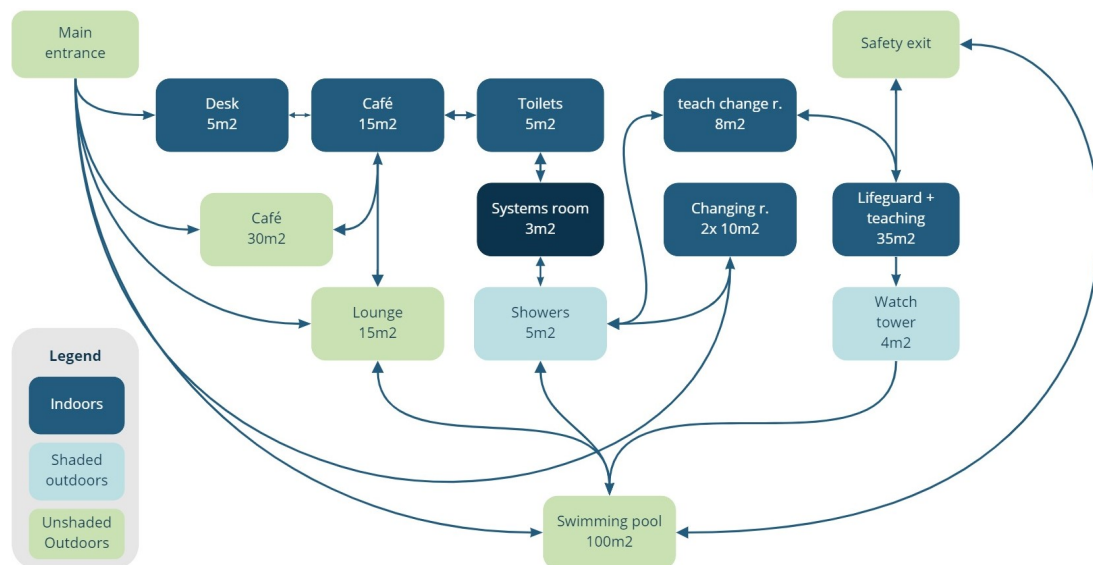 Main
entrance
Safety exit
Desk
5m2
Café
15m2
Toilets
5m2
teach change r.
8m2
Café
30m2
Systems room
3m2
Changing r.
2x 10m2
Lifeguard +
teaching
35m2
Lounge
15m2
Showers
5m2
Watch
tower
4m2
Legend
Indoors
Shaded
outdoors
Unshaded
Outdoors
Swimming pool
100m2